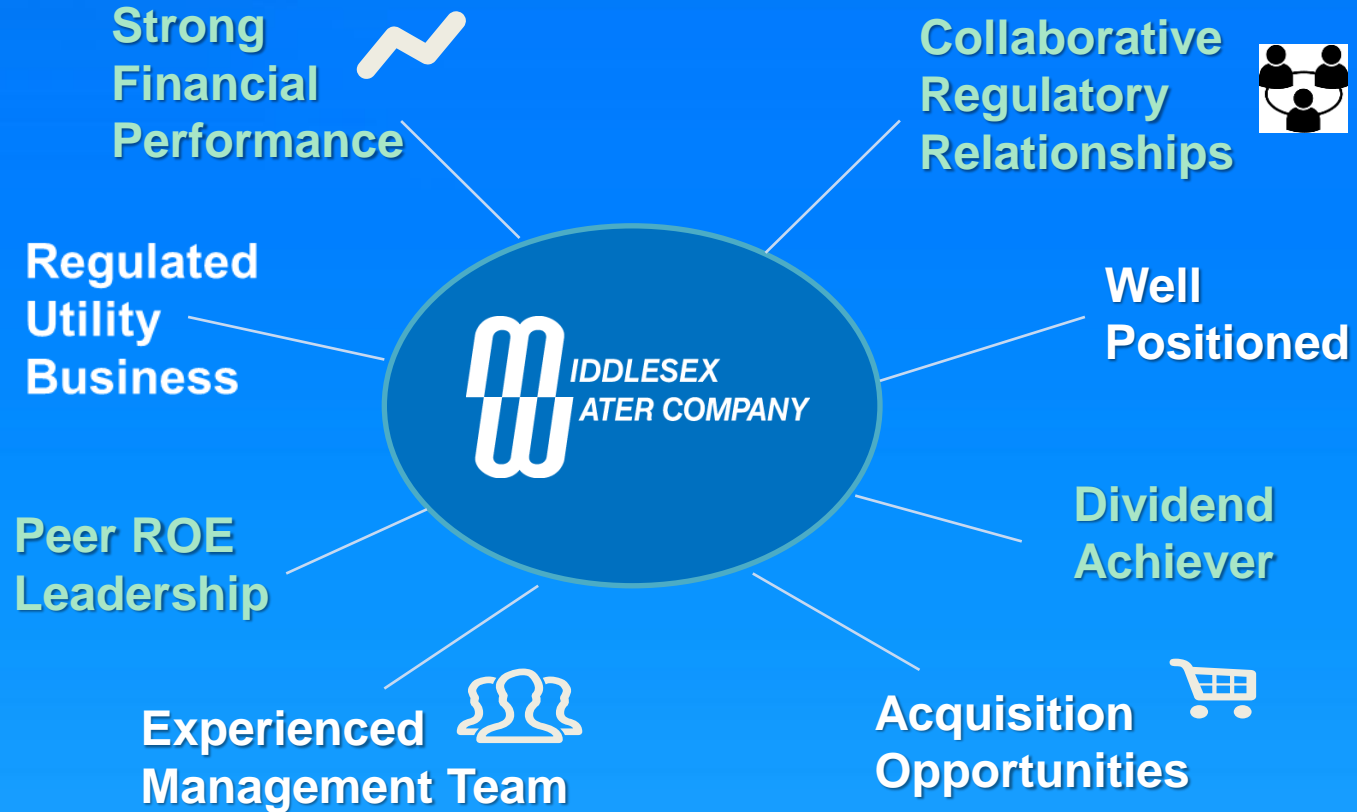 Strong
Financial
Performance
Collaborative
Regulatory
Relationships
Regulated
Utility
Business
Well
Positioned
IDDLESEX
ATER COMPANY
Peer ROE
Leadership
Dividend
Achiever
Experienced
Management Team
Acquisition
Opportunities